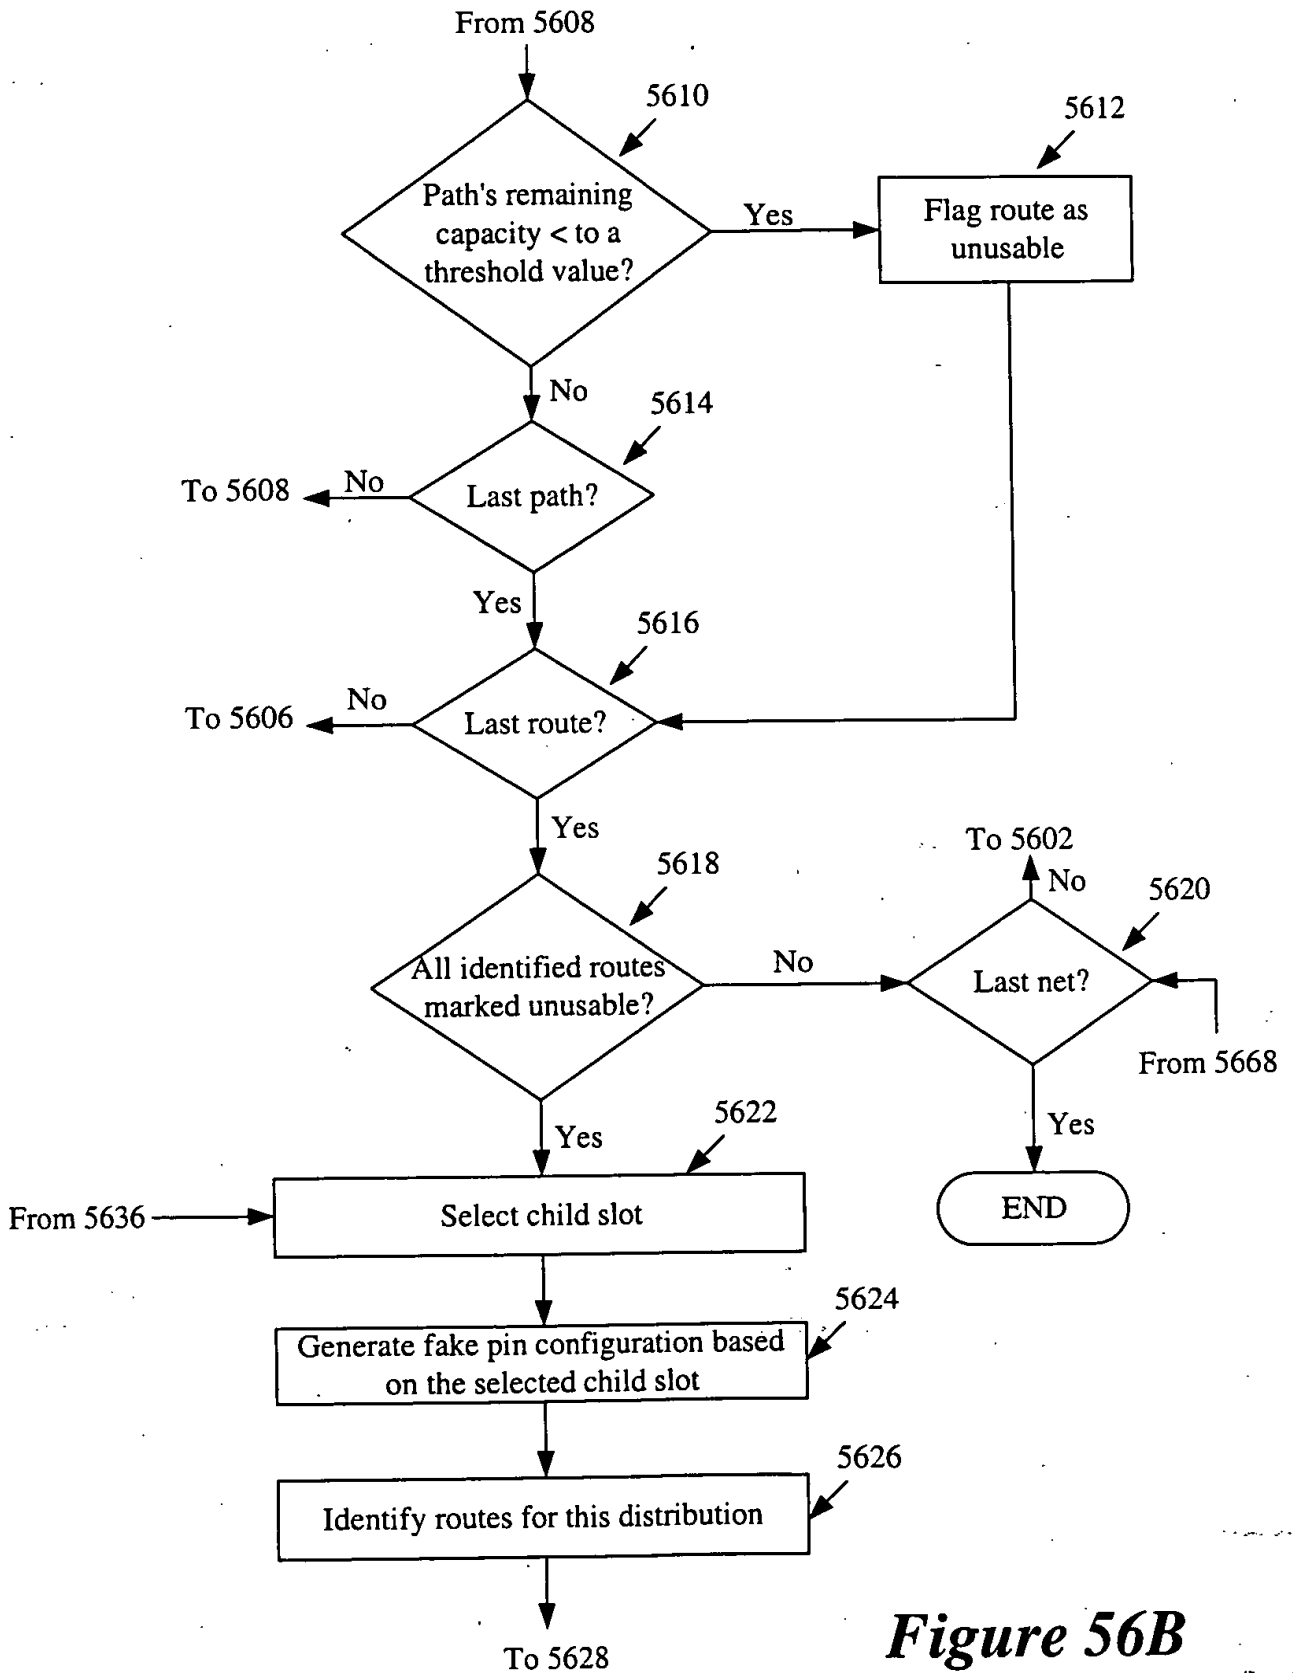 From 5608
5610
5612
Path's remaining
capacity < to a
threshold value?
Yes
Flag route as
unusable
No
5614
To 5608
No
Last path?
Yes
5616
To 5606
No
Last route?
Yes
To 5602
No
5618
5620
All identified routes
marked unusable?
No
Last net?
From 5668
Yes
5622
Yes
From 5636
Select child slot
END
5624
Generate fake pin configuration based
on the selected child slot
5626
Identify routes for this distribution
To 5628
Figure 56B